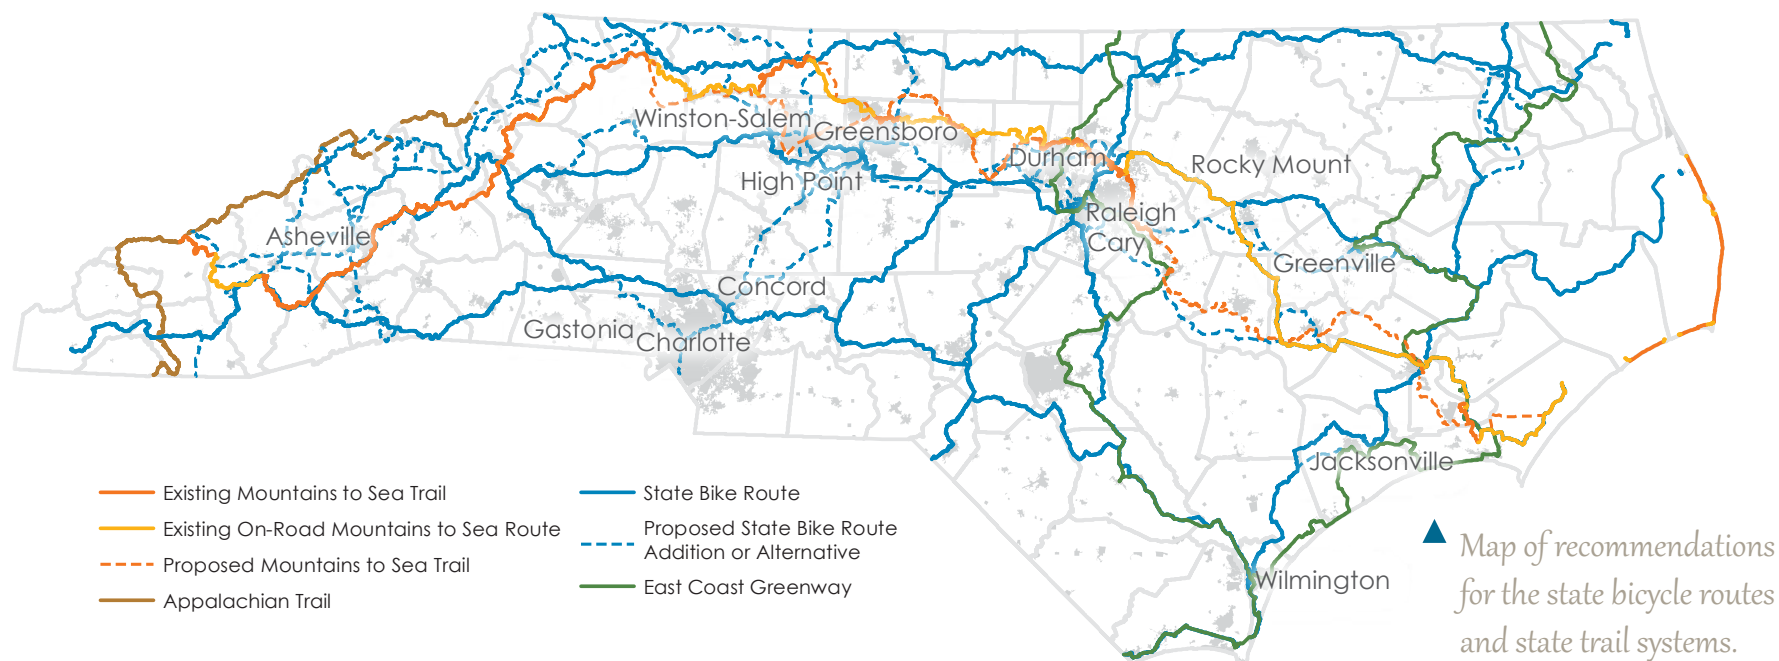 Winston-Salem
Greensboro
Durham
Rocky Mount
High Point
Raleigh
Cary
Asheville
Greenville
Concord
Gastonia
Charlotte
Jacksonville
Wilmington
Existing Mountains to Sea Trail
Existing On-Road Mountains to Sea Route
Proposed Mountains to Sea Trail
Appalachian Trail
State Bike Route
Proposed State Bike Route
Addition or Alternative
East Coast Greenway
Map of recommendations
for the state bicycle routes
and state trail systems.